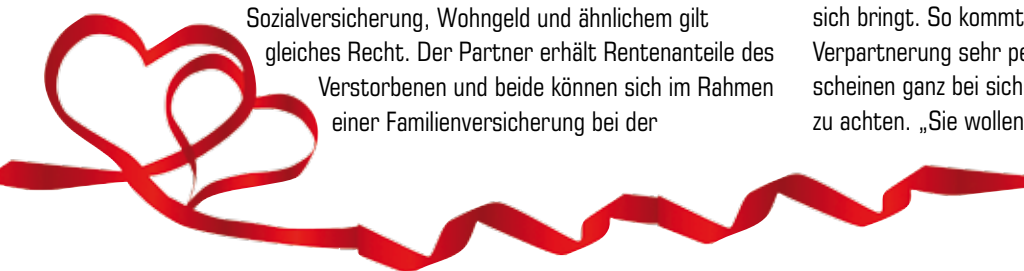 Sozialversicherung, Wohngeld und ähnlichem gilt
gleiches Recht. Der Partner erhält Rentenanteile des
Verstorbenen und beide können sich im Rahmen
einer Familienversicherung bei der
sich bringt. So kommt
Verpartnerung sehr
scheinen ganz bei sich
zu achten. „Sie wollen